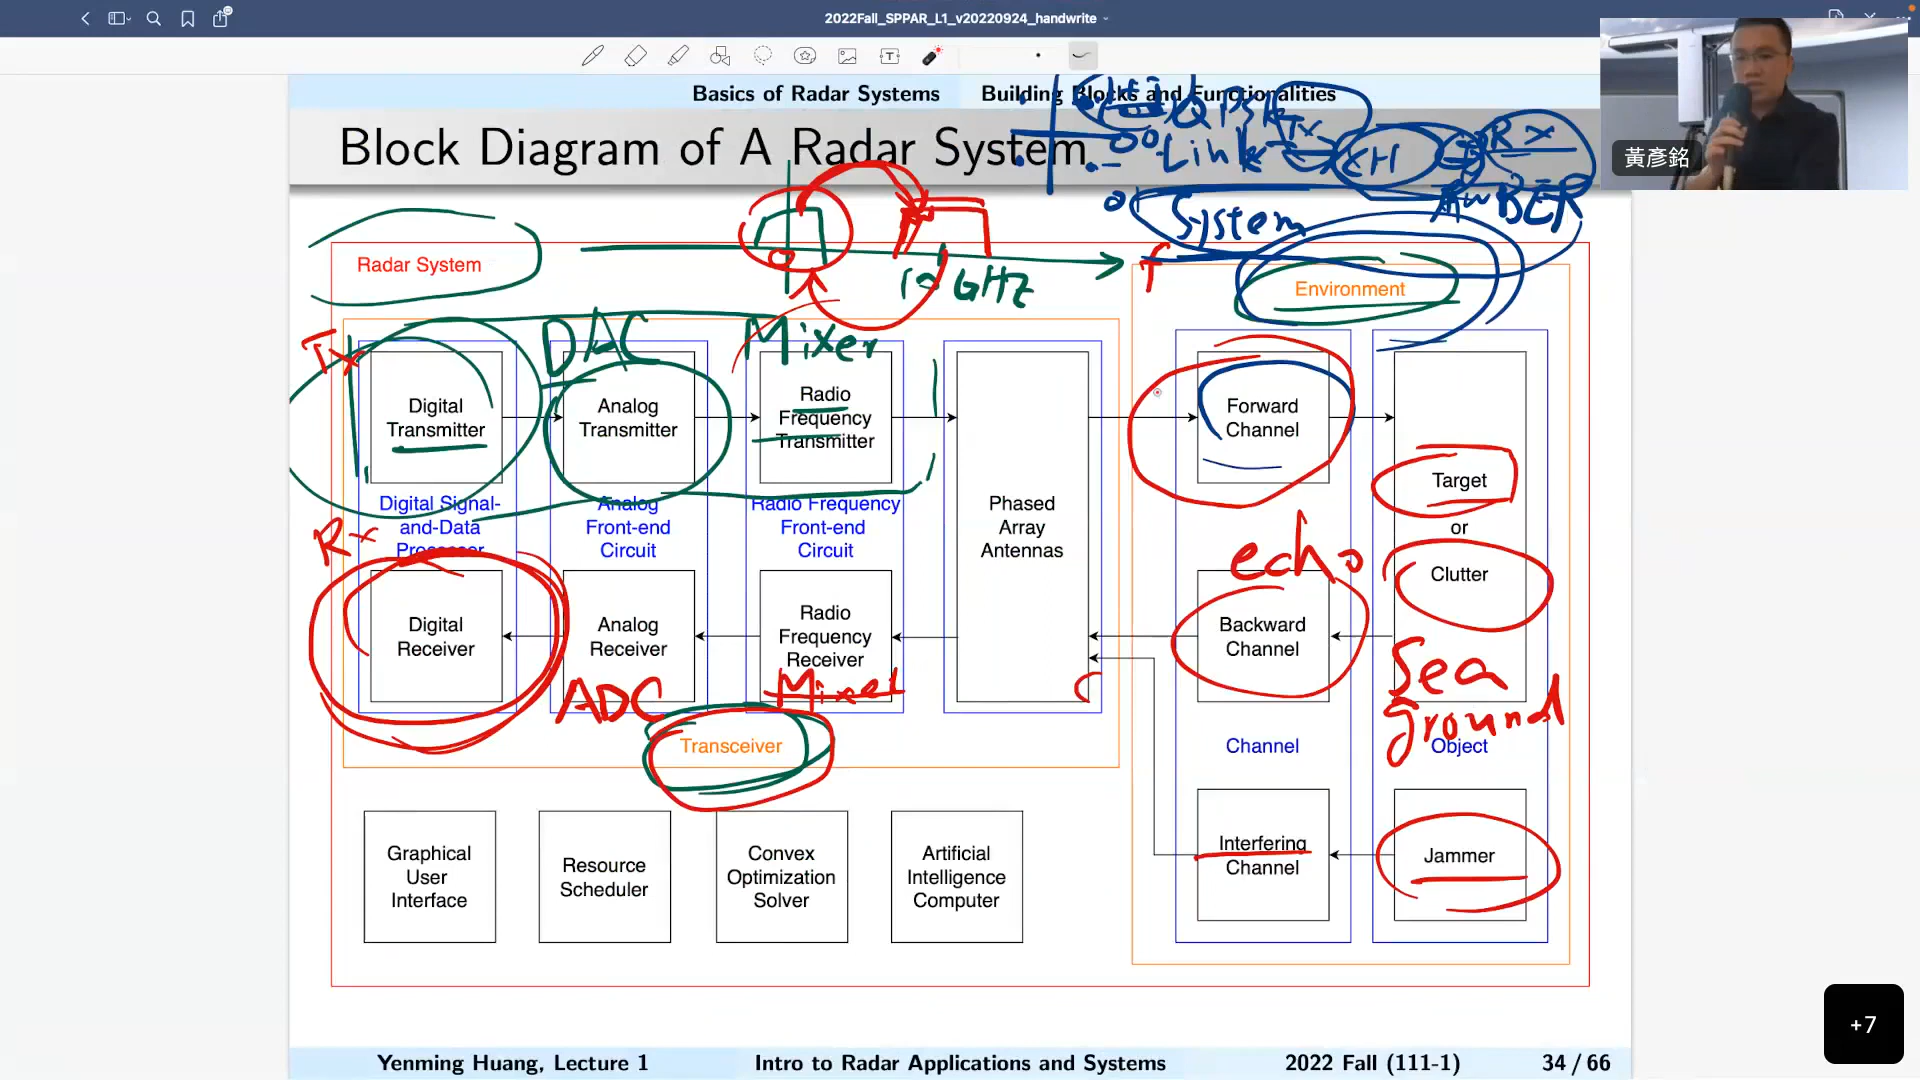 2022Fall_SPPAR_L1_v20220924_handwrite
Basics of Radar Systems Building Blocks and Functionalities
Block Diagram of A Radar System
QPSK
Tx
00
Link
CH
Rx
BER
System
黃彥銘
Radar System
0
10 GHz
f
Environment
Tx
DAC
Mixer
Digital
Transmitter
Analog
Transmitter
Radio
Frequency
Transmitter
Forward
Channel
Target
or
Clutter
Digital Signal-
and-Data
Processor
Analog
Front-end
Circuit
Radio Frequency
Front-end
Circuit
Phased
Array
Antennas
echo
Rx
Digital
Receiver
Analog
Receiver
Radio
Frequency
Receiver
Backward
Channel
Sea
ground
ADC
Mixer
Transceiver
Channel
Object
Graphical
User
Interface
Resource
Scheduler
Convex
Optimization
Solver
Artificial
Intelligence
Computer
Interfering
Channel
Jammer
+7
Yenming Huang, Lecture 1 Intro to Radar Applications and Systems 2022 Fall (111-1) 34 / 66